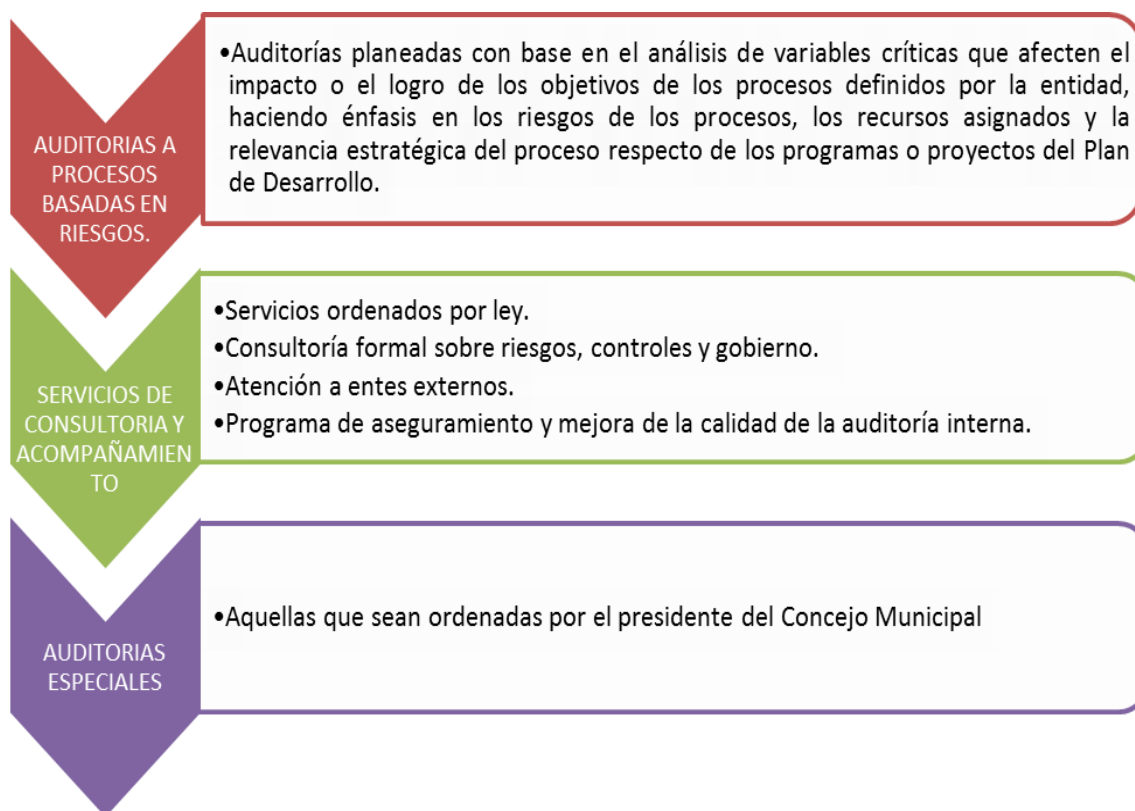 AUDITORIAS A
PROCESOS
BASADAS EN
RIESGOS.
•Auditorías planeadas con base en el análisis de variables críticas que afecten el
impacto o el logro de los objetivos de los procesos definidos por la entidad,
haciendo énfasis en los riesgos de los procesos, los recursos asignados y la
relevancia estratégica del proceso respecto de los programas o proyectos del Plan
de Desarrollo.
SERVICIOS DE
CONSULTORIA Y
ACOMPAÑAMIEN
TO
•Servicios ordenados por ley.
•Consultoría formal sobre riesgos, controles y gobierno.
•Atención a entes externos.
•Programa de aseguramiento y mejora de la calidad de la auditoría interna.
AUDITORIAS
ESPECIALES
•Aquellas que sean ordenadas por el presidente del Concejo Municipal